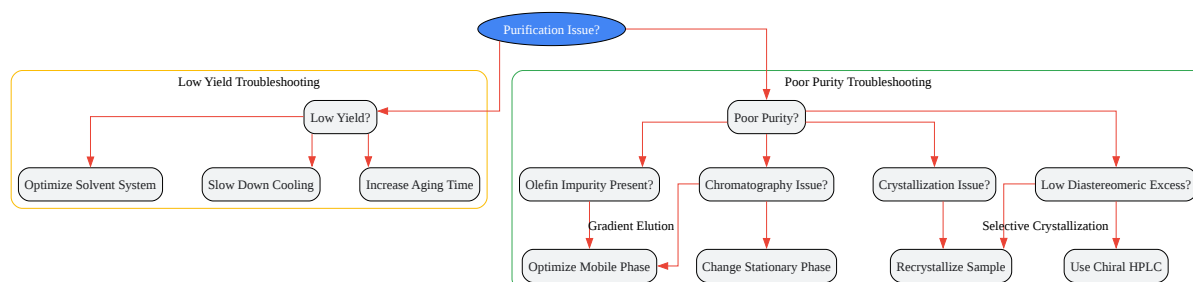 Purification Issue?
Low Yield Troubleshooting
Low Yield?
Optimize Solvent System
Slow Down Cooling
Increase Aging Time
Poor Purity Troubleshooting
Poor Purity?
Olefin Impurity Present?
Chromatography Issue?
Crystallization Issue?
Low Diastereomeric Excess?
Gradient Elution
Selective Crystallization
Optimize Mobile Phase
Change Stationary Phase
Recrystallize Sample
Use Chiral HPLC